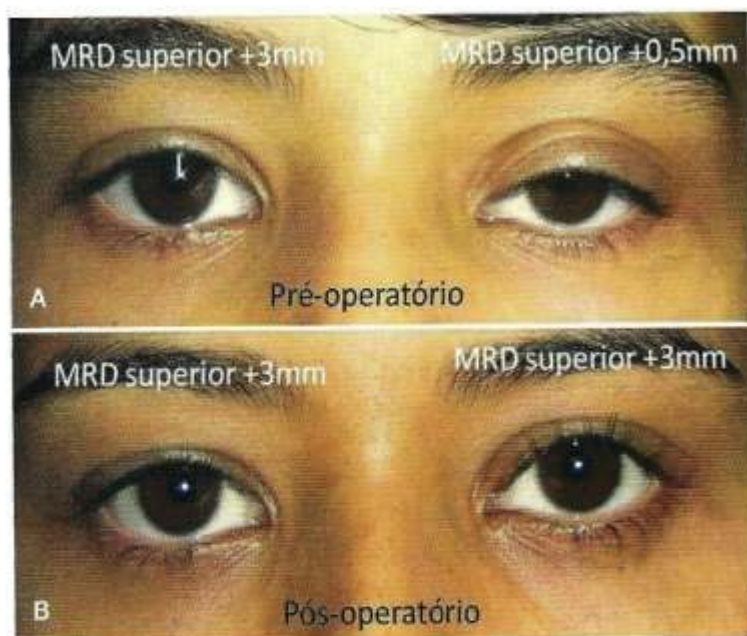 MRD superior +3mm
MRD superior +0,5mm
A
Pré-operatório
MRD superior +3mm
MRD superior +3mm
B
Pós-operatório